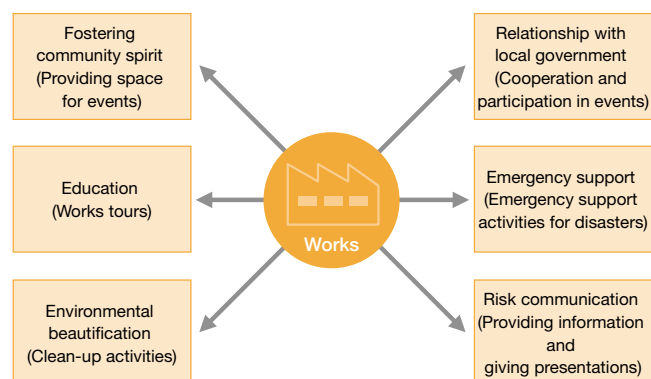 Fostering
community spirit
(Providing space
for events)
Relationship with
local government
(Cooperation and
participation in events)
Education
(Works tours)
Works
Emergency support
(Emergency support
activities for disasters)
Environmental
beautification
(Clean-up activities)
Risk communication
(Providing information
and
giving presentations)